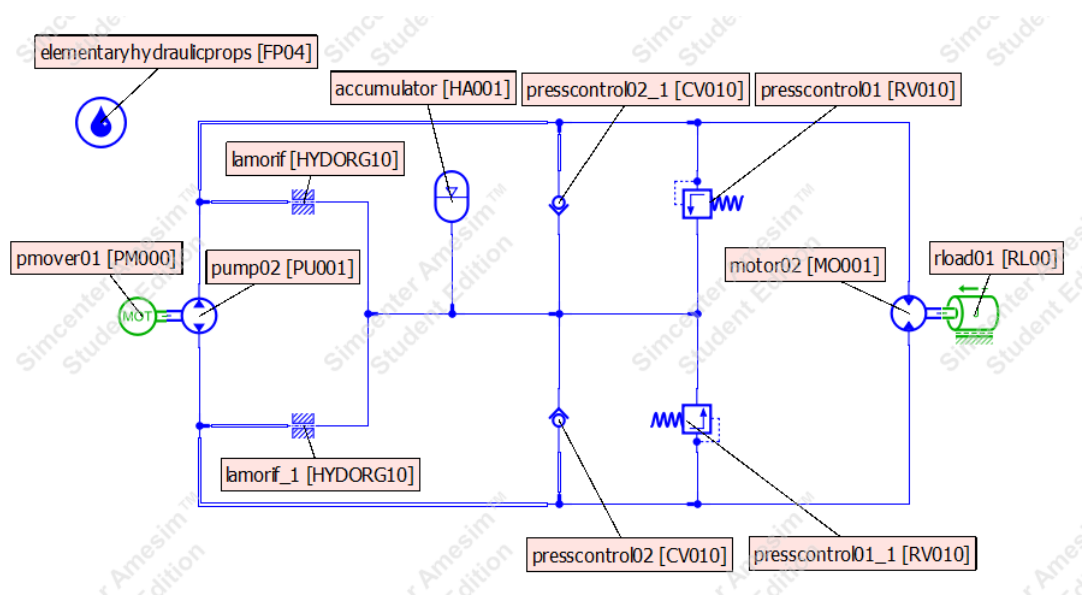 elementaryhydraulicprops [FP04]
accumulator [HA001]
presscontrol02_1 [CV010]
presscontrol01 [RV010]
lamorif [HYDORG10]
pmover01 [PM000]
pump02 [PU001]
motor02 [MO001]
rload01 [RL00]
MOT
lamorif_1 [HYDORG10]
presscontrol02 [CV010]
presscontrol01_1 [RV010]
Simcenter Amesim™
Student Edition